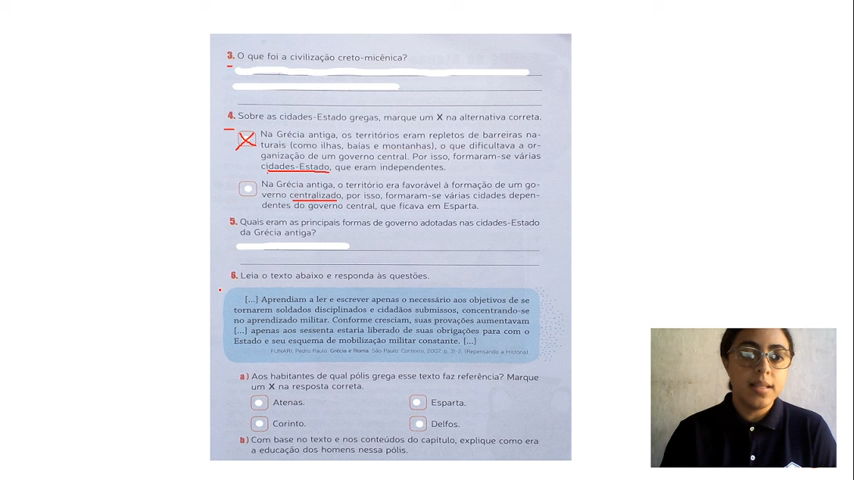 3. O que foi a civilização creto-micênica?
4. Sobre as cidades-Estado gregas, marque um X na alternativa correta.
Na Grécia antiga, os territórios eram repletos de barreiras na-
turais (como ilhas, baías e montanhas), o que dificultava a or-
ganização de um governo central. Por isso, formaram-se várias
cidades-Estado, que eram independentes.
Na Grécia antiga, o território era favorável à formação de um go-
verno centralizado, por isso, formaram-se várias cidades depen-
dentes do governo central, que ficava em Esparta.
5. Quais eram as principais formas de governo adotadas nas cidades-Estado
da Grécia antiga?
6. Leia o texto abaixo e responda às questões.
[...] Aprendiam a ler e escrever apenas o necessário aos objetivos de se
tornarem soldados disciplinados e cidadãos submissos, concentrando-se
no aprendizado militar. Conforme cresciam, suas provações aumentavam
[...] apenas aos sessenta estaria liberado de suas obrigações para com o
Estado e seu esquema de mobilização militar constante. [...]
FUNARI, Pedro Paulo. Grécia e Roma. São Paulo: Contexto, 2007. p. 31-2. (Repensando a História).
a) Aos habitantes de qual pólis grega esse texto faz referência? Marque
um X na resposta correta.
Atenas. Esparta.
Corinto. Delfos.
b) Com base no texto e nos conteúdos do capítulo, explique como era
a educação dos homens nessa pólis.